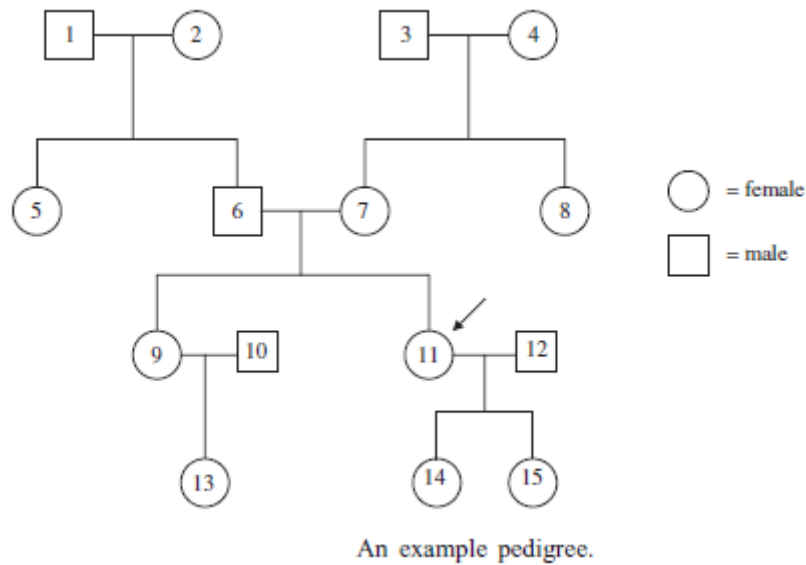 1 2 3 4
5 6 7 8
= female
= male
9 10 11 12
13 14 15
An example pedigree.